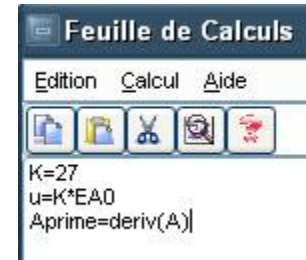 Feuille de Calculs
Edition Calcul Aide
K=27
u=K*EA0
Aprime=deriv(A)